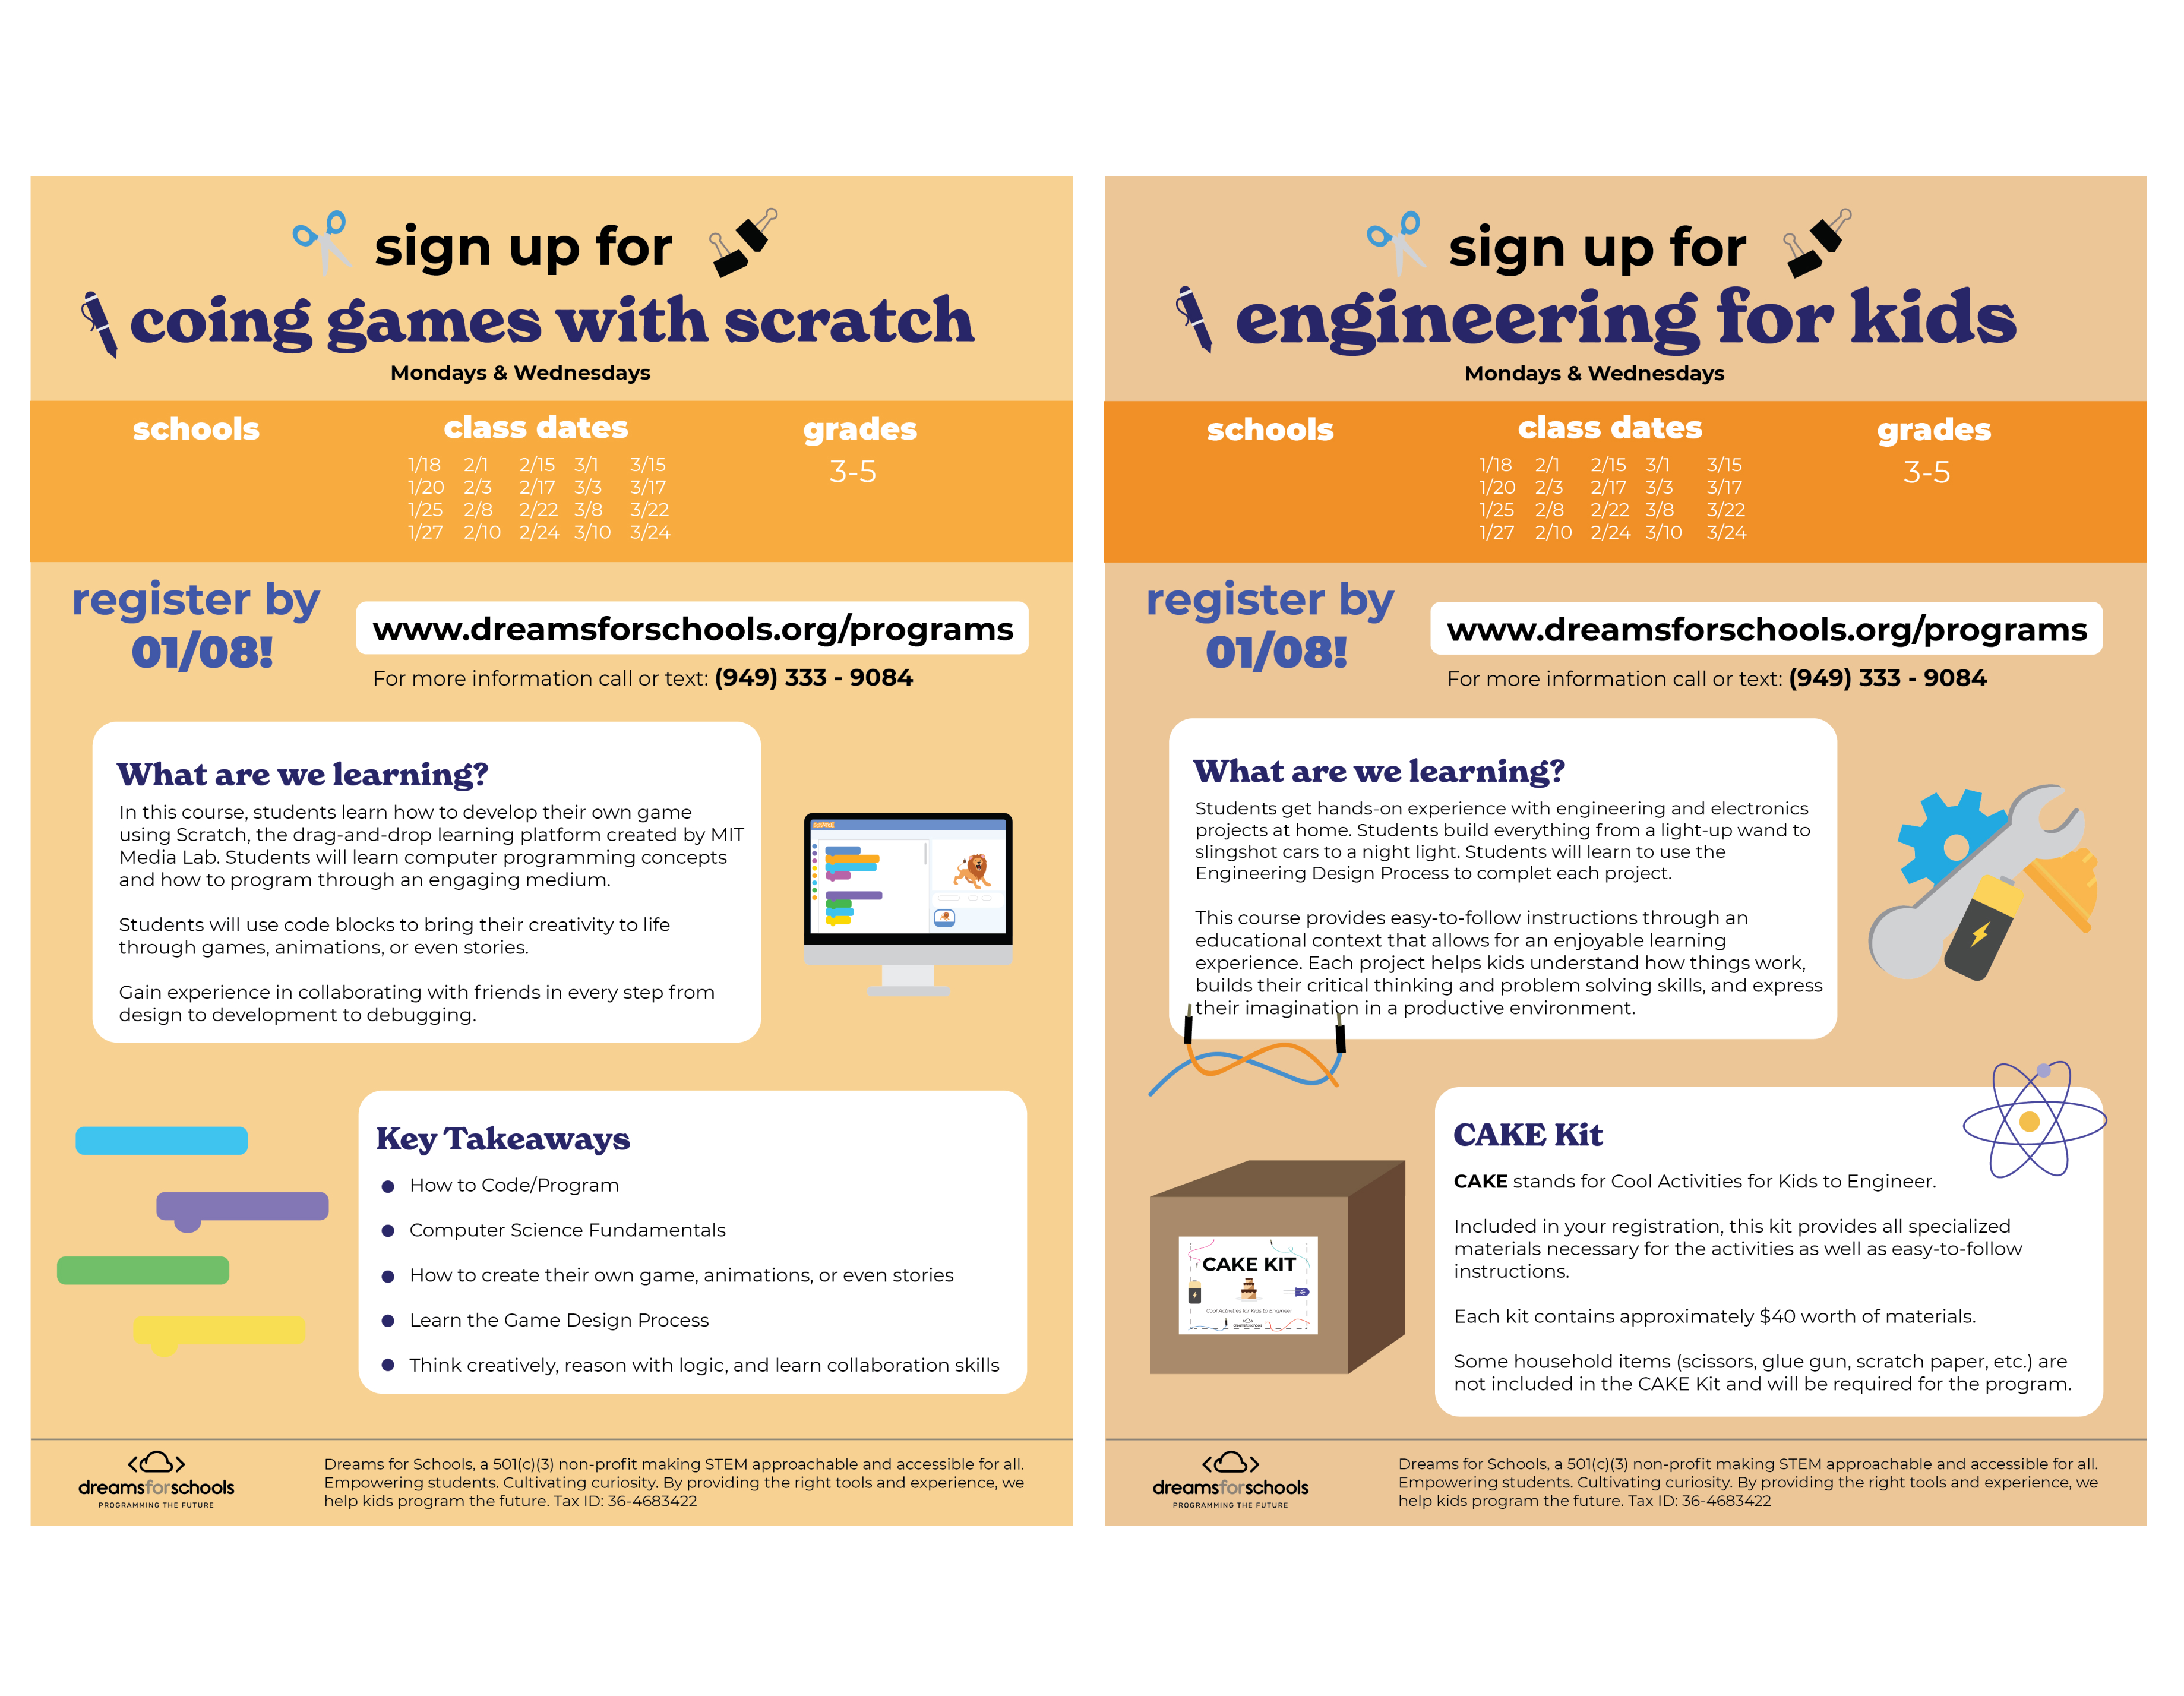 sign up for
coing games with scratch
Mondays & Wednesdays
schools
class dates
grades
1/18 2/1 2/15 3/1 3/15
1/20 2/3 2/17 3/3 3/17
1/25 2/8 2/22 3/8 3/22
1/27 2/10 2/24 3/10 3/24
3-5
register by
01/08!
www.dreamsforschools.org/programs
For more information call or text: (949) 333 - 9084
What are we learning?
In this course, students learn how to develop their own game
using Scratch, the drag-and-drop learning platform created by MIT
Media Lab. Students will learn computer programming concepts
and how to program through an engaging medium.
Students will use code blocks to bring their creativity to life
through games, animations, or even stories.
Gain experience in collaborating with friends in every step from
design to development to debugging.
Key Takeaways
How to Code/Program
Computer Science Fundamentals
How to create their own game, animations, or even stories
Learn the Game Design Process
Think creatively, reason with logic, and learn collaboration skills
dreamsforschools
PROGRAMMING THE FUTURE
Dreams for Schools, a 501(c)(3) non-profit making STEM approachable and accessible for all.
Empowering students. Cultivating curiosity. By providing the right tools and experience, we
help kids program the future. Tax ID: 36-4683422
sign up for
engineering for kids
Mondays & Wednesdays
schools
class dates
grades
1/18 2/1 2/15 3/1 3/15
1/20 2/3 2/17 3/3 3/17
1/25 2/8 2/22 3/8 3/22
1/27 2/10 2/24 3/10 3/24
3-5
register by
01/08!
www.dreamsforschools.org/programs
For more information call or text: (949) 333 - 9084
What are we learning?
Students get hands-on experience with engineering and electronics
projects at home. Students build everything from a light-up wand to
slingshot cars to a night light. Students will learn to use the
Engineering Design Process to complet each project.
This course provides easy-to-follow instructions through an
educational context that allows for an enjoyable learning
experience. Each project helps kids understand how things work,
builds their critical thinking and problem solving skills, and express
their imagination in a productive environment.
CAKE Kit
CAKE stands for Cool Activities for Kids to Engineer.
Included in your registration, this kit provides all specialized
materials necessary for the activities as well as easy-to-follow
instructions.
Each kit contains approximately $40 worth of materials.
Some household items (scissors, glue gun, scratch paper, etc.) are
not included in the CAKE Kit and will be required for the program.
CAKE KIT
Cool Activities for Kids to Engineer
dreamsforschools
dreamsforschools
PROGRAMMING THE FUTURE
Dreams for Schools, a 501(c)(3) non-profit making STEM approachable and accessible for all.
Empowering students. Cultivating curiosity. By providing the right tools and experience, we
help kids program the future. Tax ID: 36-4683422